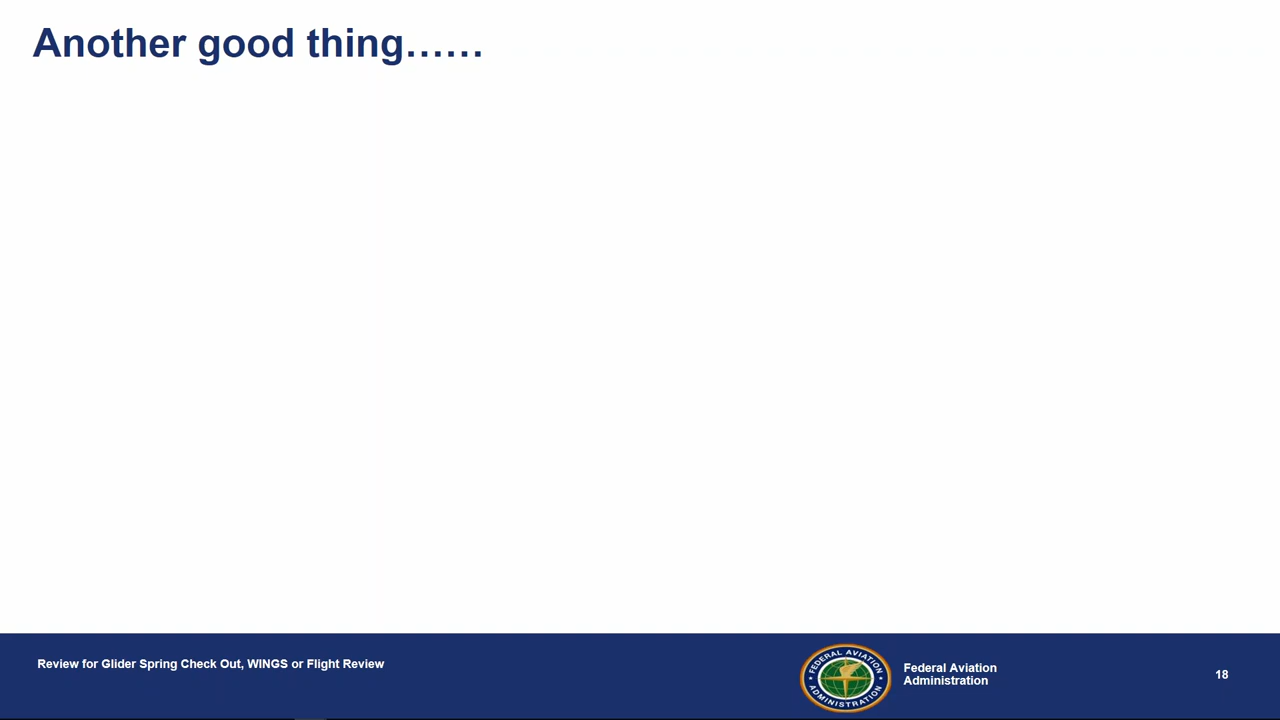 Another good thing……
Review for Glider Spring Check Out, WINGS or Flight Review
FEDERAL AVIATION
ADMINISTRATION
Federal Aviation
Administration
18